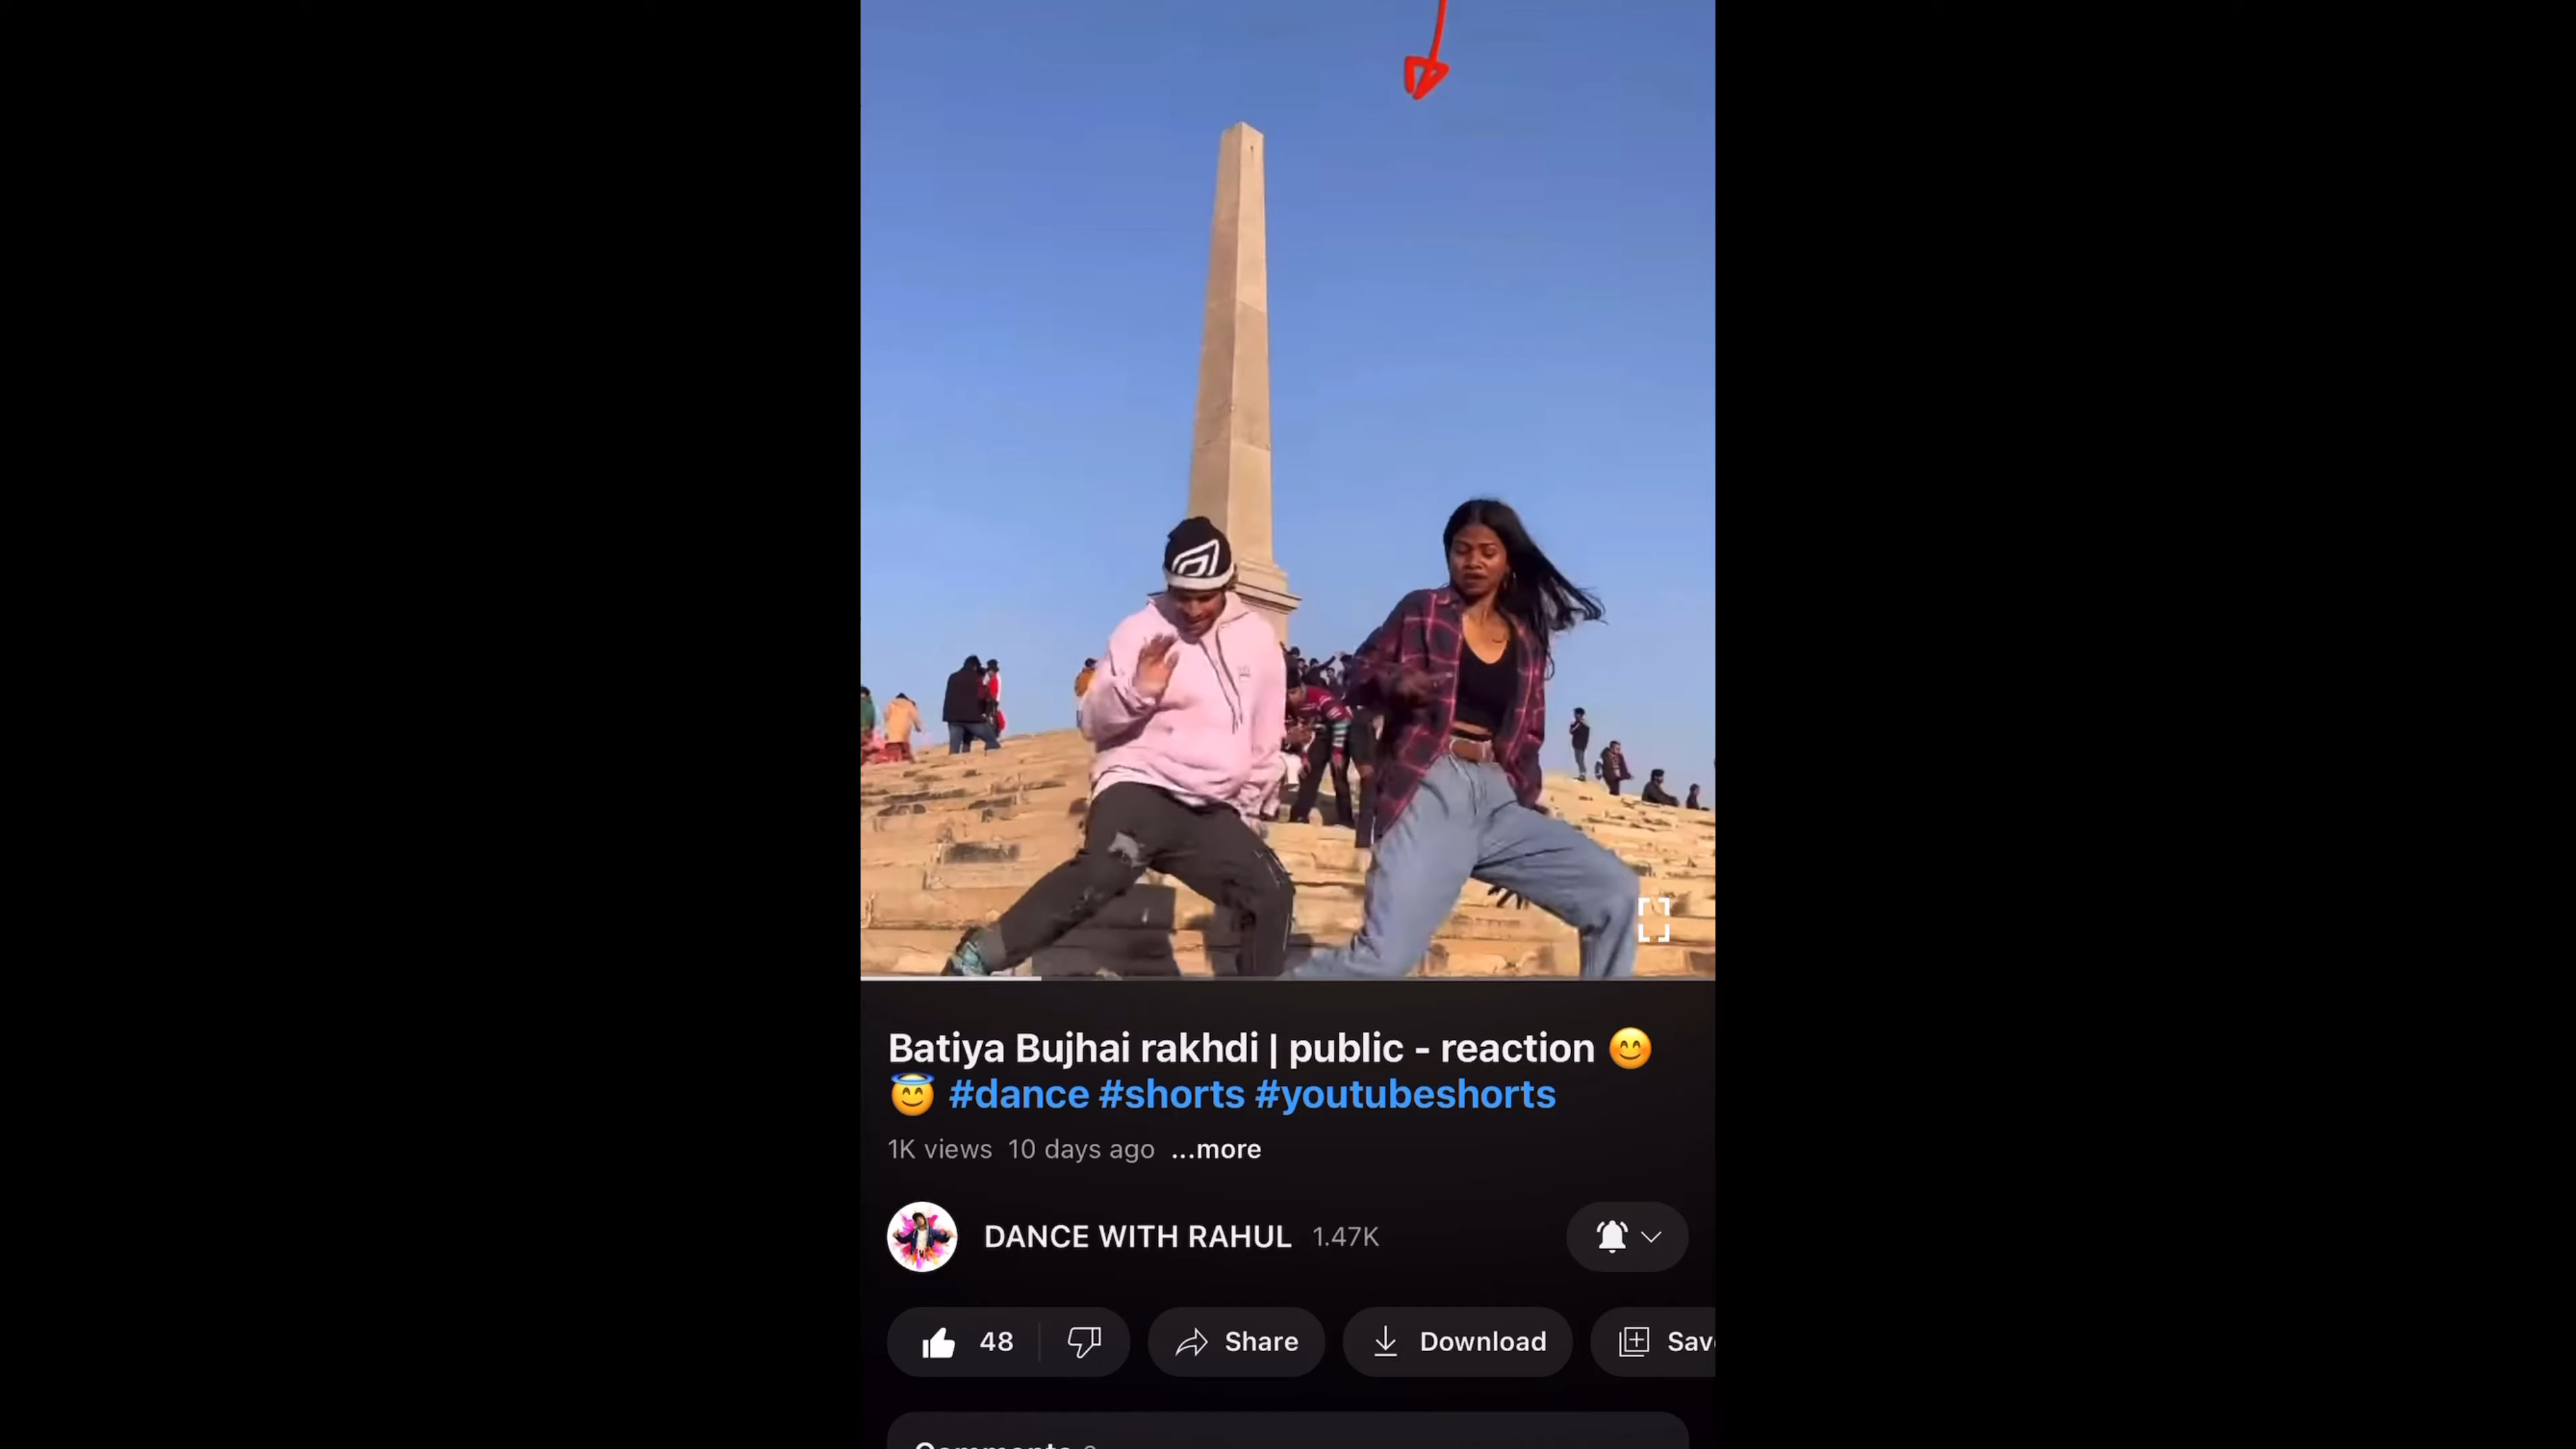 Batiya Bujhai rakhdi | public - reaction 😊
😇 #dance #shorts #youtubeshorts
1K views 10 days ago ...more
DANCE WITH RAHUL 1.47K
48 Share Download